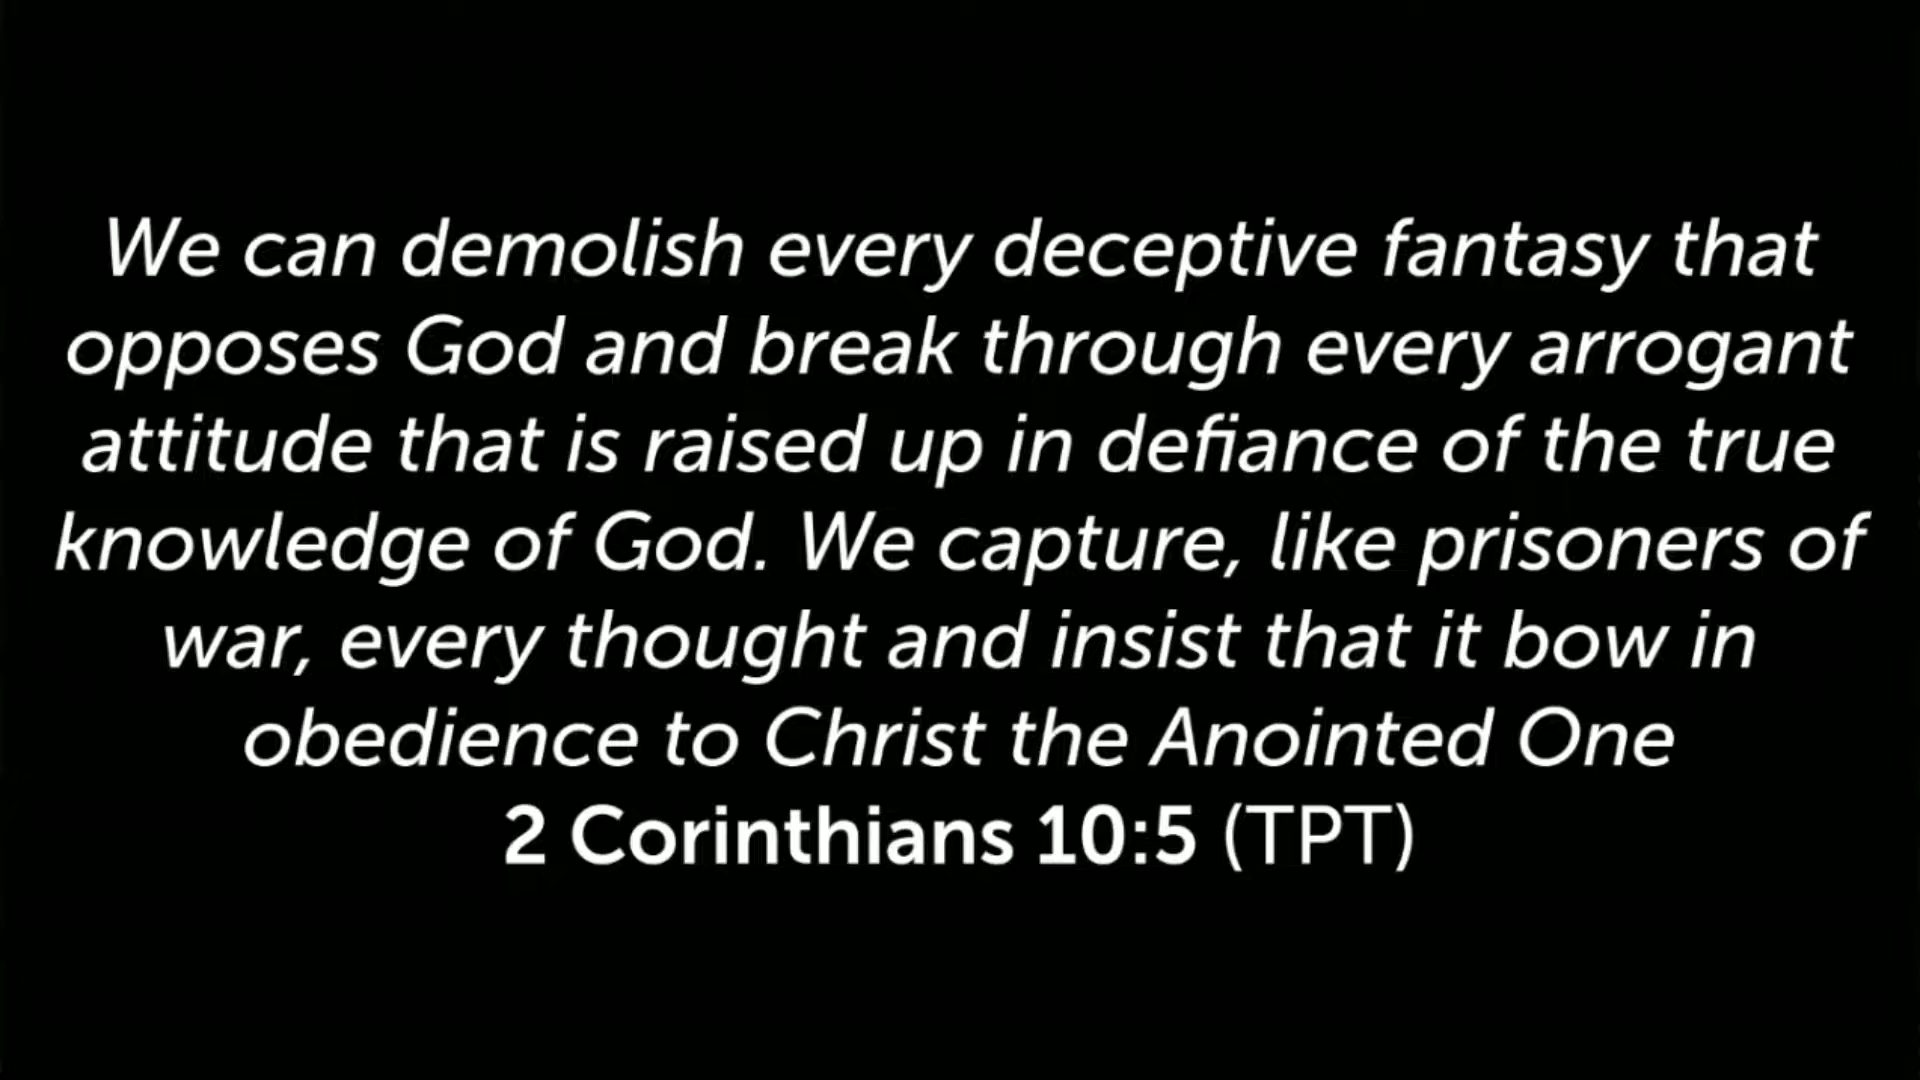 We can demolish every deceptive fantasy that
opposes God and break through every arrogant
attitude that is raised up in defiance of the true
knowledge of God. We capture, like prisoners of
war, every thought and insist that it bow in
obedience to Christ the Anointed One
2 Corinthians 10:5 (TPT)